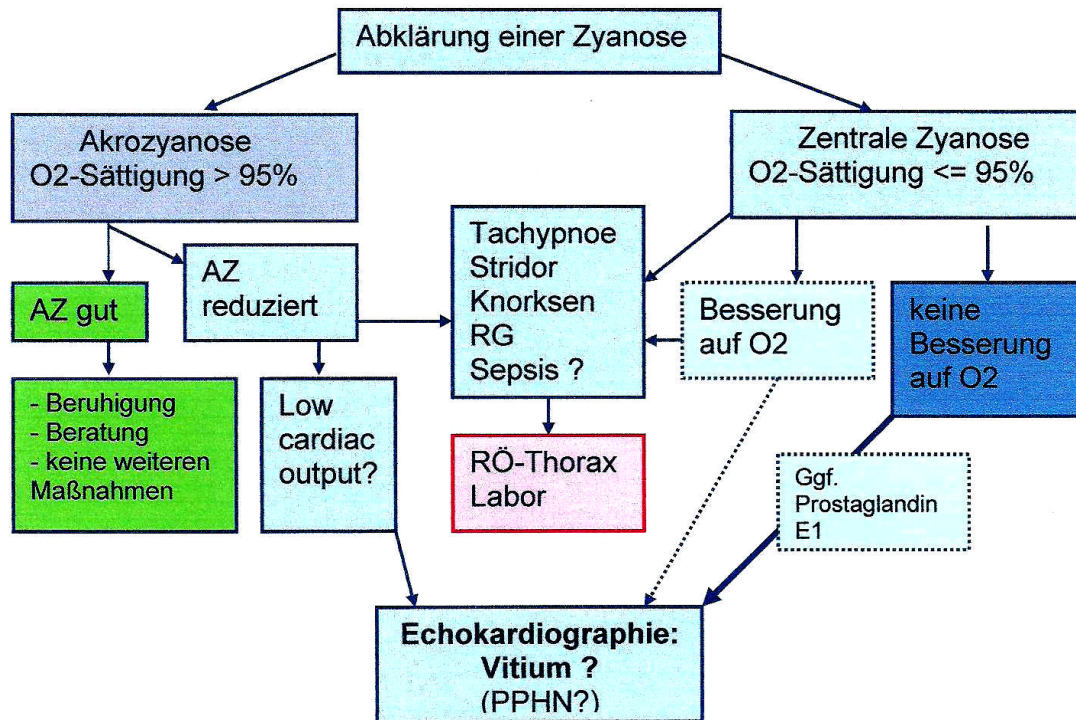 Abklärung einer Zyanose
Akrozyanose
O2-Sättigung > 95%
Zentrale Zyanose
O2-Sättigung <= 95%
AZ gut
AZ
reduziert
Tachypnoe
Stridor
Knorksen
RG
Sepsis ?
Besserung
auf O2
keine
Besserung
auf O2
- Beruhigung
- Beratung
- keine weiteren
Maßnahmen
Low
cardiac
output?
RÖ-Thorax
Labor
Ggf.
Prostaglandin
E1
Echokardiographie:
Vitium ?
(PPHN?)